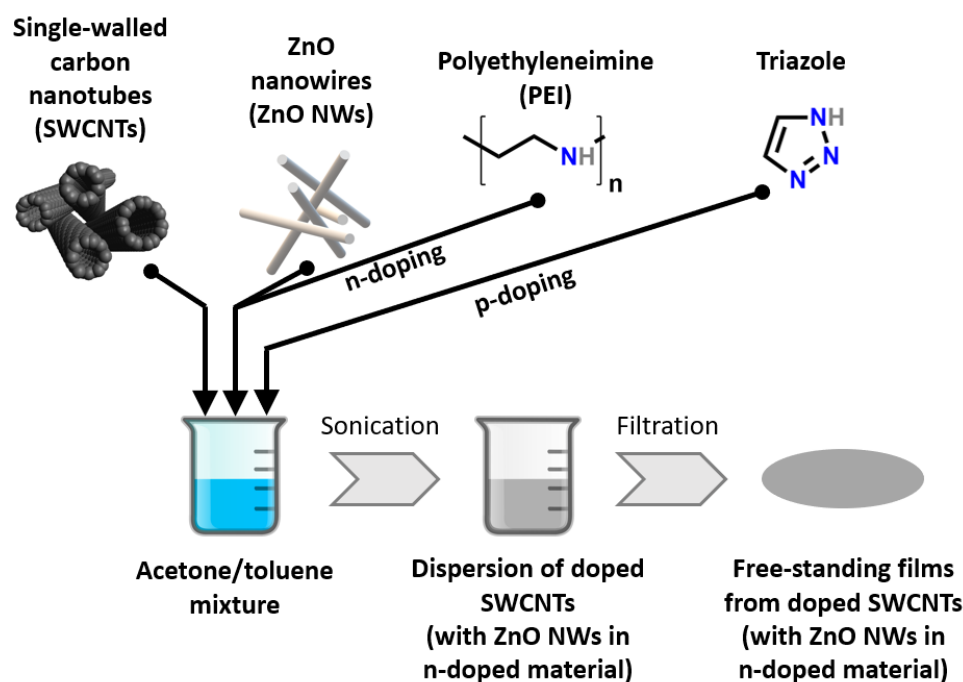 Single-walled
carbon
nanotubes
(SWCNTs)
ZnO
nanowires
(ZnO NWs)
Polyethyleneimine
(PEI)
NH
n
Triazole
NH
N
N
n-doping
p-doping
Sonication
Filtration
Acetone/toluene
mixture
Dispersion of doped
SWCNTs
(with ZnO NWs in
n-doped material)
Free-standing films
from doped SWCNTs
(with ZnO NWs in
n-doped material)